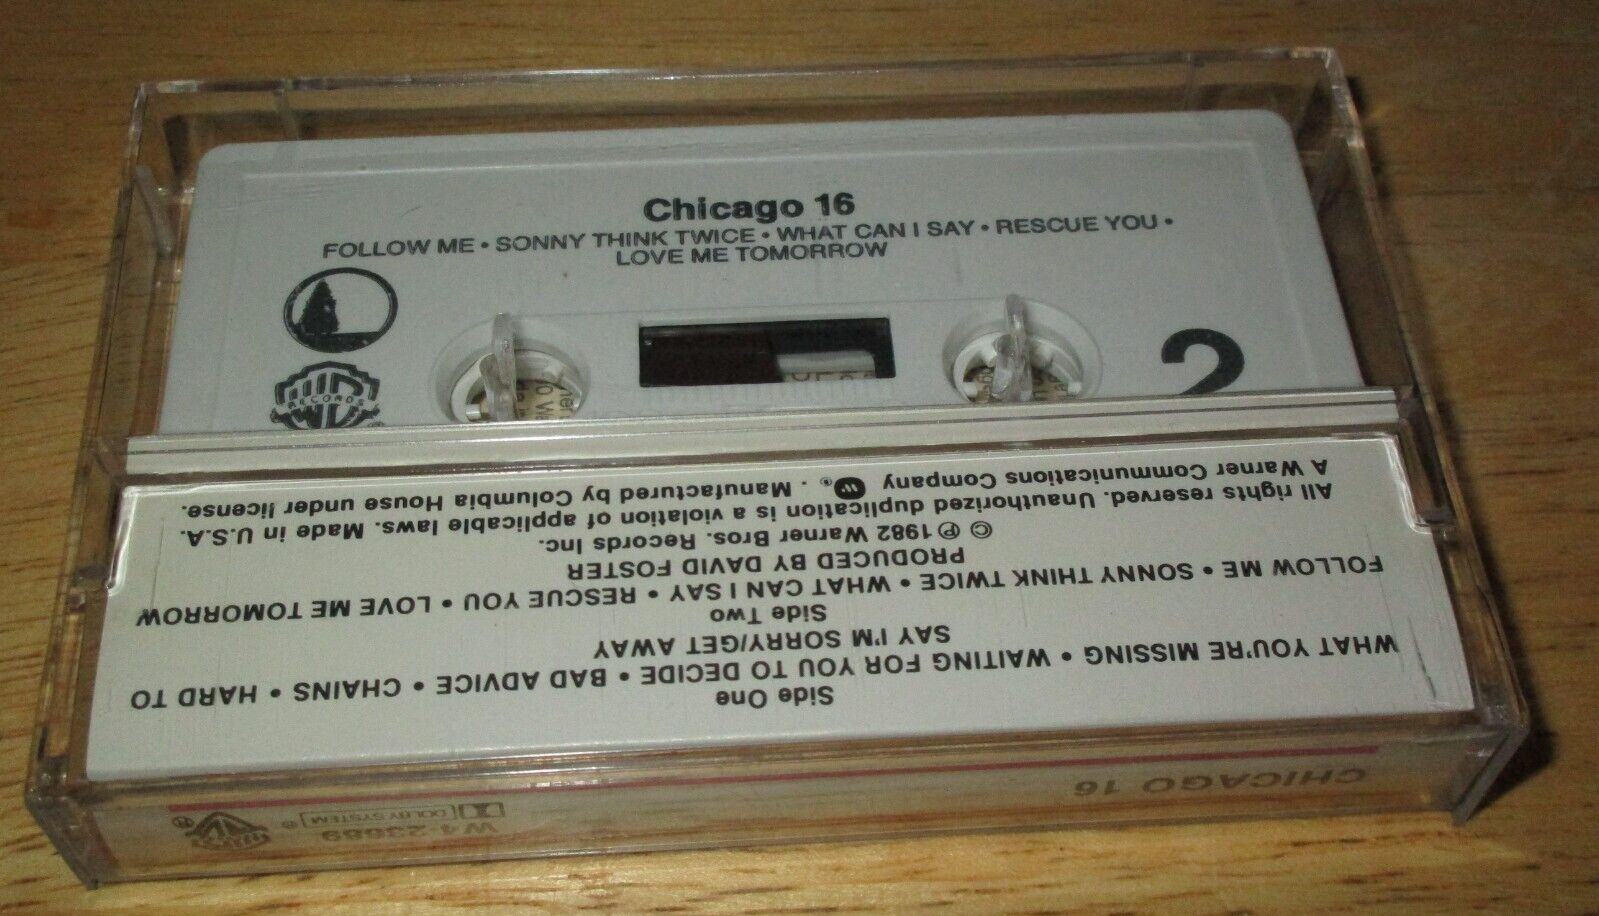 Chicago 16
FOLLOW ME • SONNY THINK TWICE • WHAT CAN I SAY • RESCUE YOU •
LOVE ME TOMORROW
2
WB
RECORDS
Side One
WHAT YOU'RE MISSING • WAITING FOR YOU TO DECIDE • BAD ADVICE • CHAINS • HARD TO
SAY I'M SORRY/GET AWAY
Side Two
FOLLOW ME • SONNY THINK TWICE • WHAT CAN I SAY • RESCUE YOU • LOVE ME TOMORROW
PRODUCED BY DAVID FOSTER
© ℗ 1982 Warner Bros. Records Inc.
All rights reserved. Unauthorized duplication is a violation of applicable laws. Made in U.S.A.
A Warner Communications Company ® . Manufactured by Columbia House under license.
CHICAGO 16
W4-23689
DOLBY SYSTEM ®